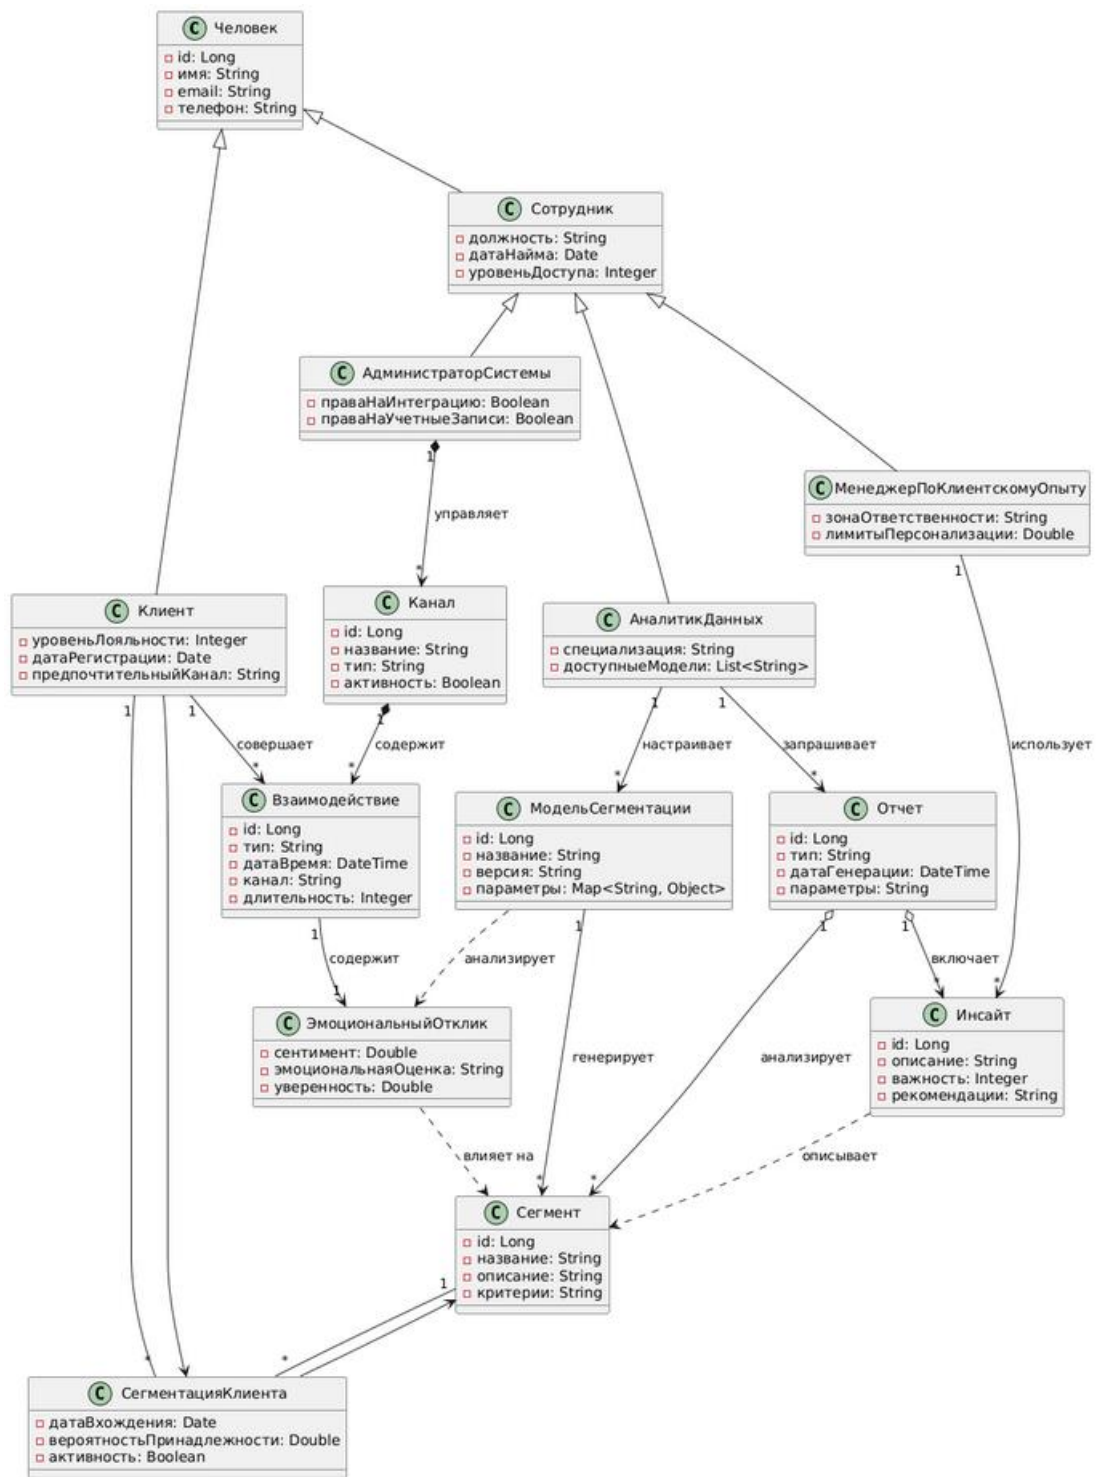 C Человек
id: Long
имя: String
email: String
телефон: String
C Сотрудник
должность: String
датаНайма: Date
уровеньДоступа: Integer
C АдминистраторСистемы
праваНаИнтеграцию: Boolean
праваНаУчетныеЗаписи: Boolean
1
управляет
*
C МенеджерПоКлиентскомуОпыту
зонаОтветственности: String
лимитыПерсонализации: Double
1
использует
*
C Клиент
уровеньЛояльности: Integer
датаРегистрации: Date
предпочтительныйКанал: String
1
1
совершает
*
C Канал
id: Long
название: String
тип: String
активность: Boolean
1
содержит
*
C АналитикДанных
специализация: String
доступныеМодели: List<String>
1
настраивает
*
1
запрашивает
*
C Взаимодействие
id: Long
тип: String
датаВремя: DateTime
канал: String
длительность: Integer
1
содержит
1
C МодельСегментации
id: Long
название: String
версия: String
параметры: Map<String, Object>
анализирует
1
генерирует
*
C Отчет
id: Long
тип: String
датаГенерации: DateTime
параметры: String
1
анализирует
*
1
включает
*
C ЭмоциональныйОтклик
сентимент: Double
эмоциональнаяОценка: String
уверенность: Double
влияет на
C Инсайт
id: Long
описание: String
важность: Integer
рекомендации: String
описывает
C Сегмент
id: Long
название: String
описание: String
критерии: String
1
*
*
C СегментацияКлиента
датаВхождения: Date
вероятностьПринадлежности: Double
активность: Boolean